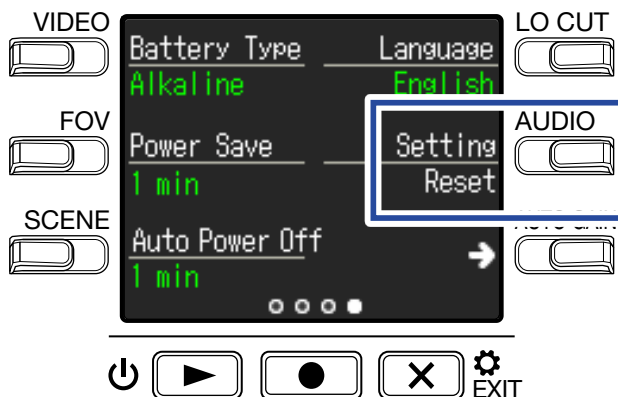 VIDEO
LO CUT
Battery Type
Language
Alkaline
English
FOV
AUDIO
Power Save
Setting
1 min
Reset
SCENE
Auto Power Off
1 min
EXIT